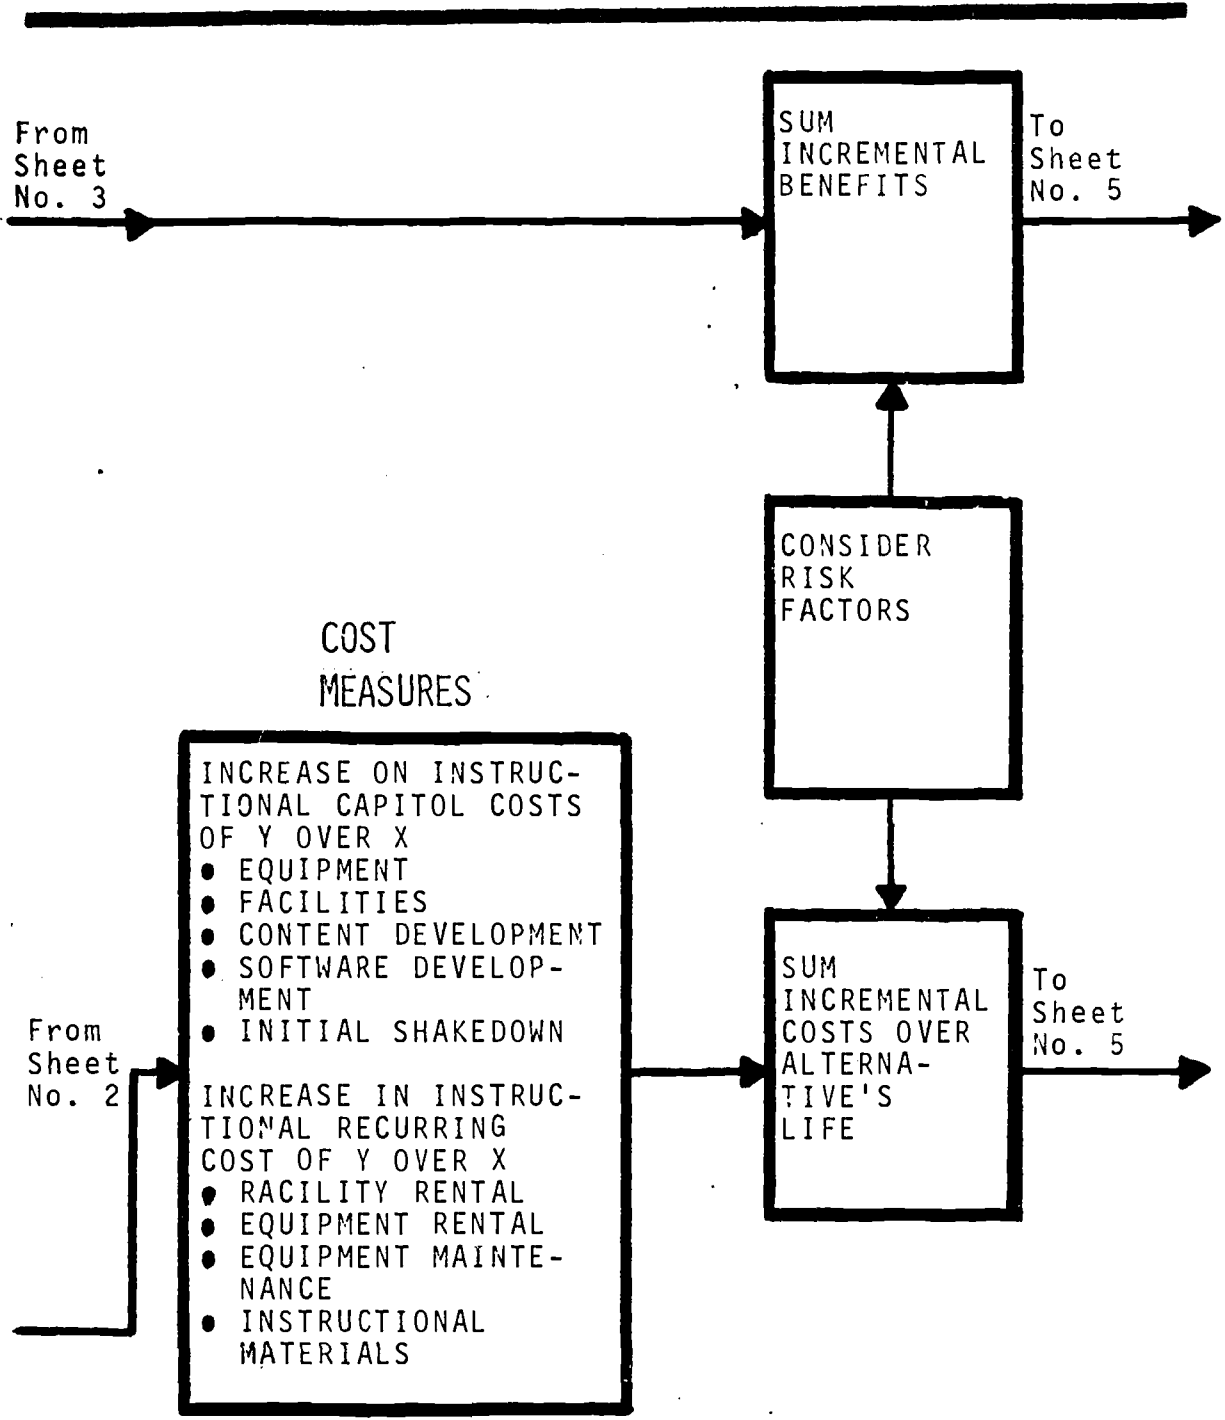 From
Sheet
No. 3
SUM
INCREMENTAL
BENEFITS
To
Sheet
No. 5
CONSIDER
RISK
FACTORS
COST
MEASURES
INCREASE ON INSTRUC-
TIONAL CAPITOL COSTS
OF Y OVER X
● EQUIPMENT
● FACILITIES
● CONTENT DEVELOPMENT
● SOFTWARE DEVELOP-
MENT
● INITIAL SHAKEDOWN
INCREASE IN INSTRUC-
TIONAL RECURRING
COST OF Y OVER X
● RACILITY RENTAL
● EQUIPMENT RENTAL
● EQUIPMENT MAINTE-
NANCE
● INSTRUCTIONAL
MATERIALS
From
Sheet
No. 2
SUM
INCREMENTAL
COSTS OVER
ALTERNA-
TIVE'S
LIFE
To
Sheet
No. 5